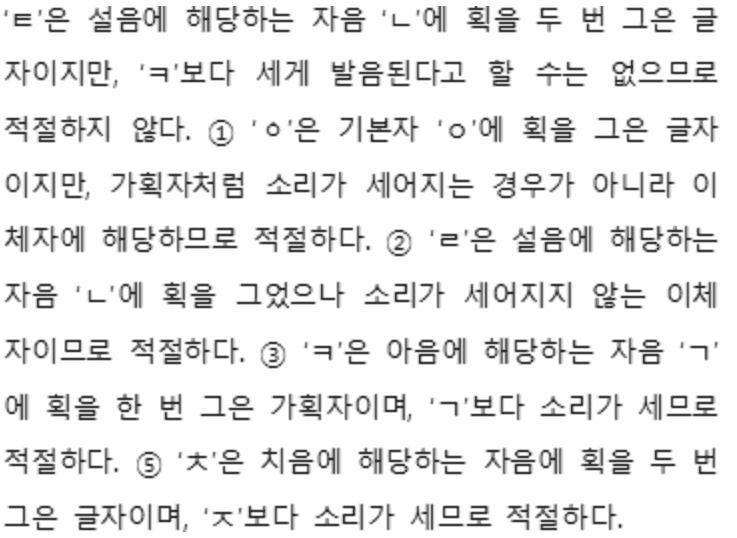 ‘ㅌ’은 설음에 해당하는 자음 ‘ㄴ’에 획을 두 번 그은 글
자이지만, ‘ㅋ’보다 세게 발음된다고 할 수는 없으므로
적절하지 않다. ① ‘ㆁ’은 기본자 ‘ㅇ’에 획을 그은 글자
이지만, 가획자처럼 소리가 세어지는 경우가 아니라 이
체자에 해당하므로 적절하다. ② ‘ㄹ’은 설음에 해당하는
자음 ‘ㄴ’에 획을 그었으나 소리가 세어지지 않는 이체
자이므로 적절하다. ③ ‘ㅋ’은 아음에 해당하는 자음 ‘ㄱ’
에 획을 한 번 그은 가획자이며, ‘ㄱ’보다 소리가 세므로
적절하다. ⑤ ‘ㅊ’은 치음에 해당하는 자음에 획을 두 번
그은 글자이며, ‘ㅈ’보다 소리가 세므로 적절하다.